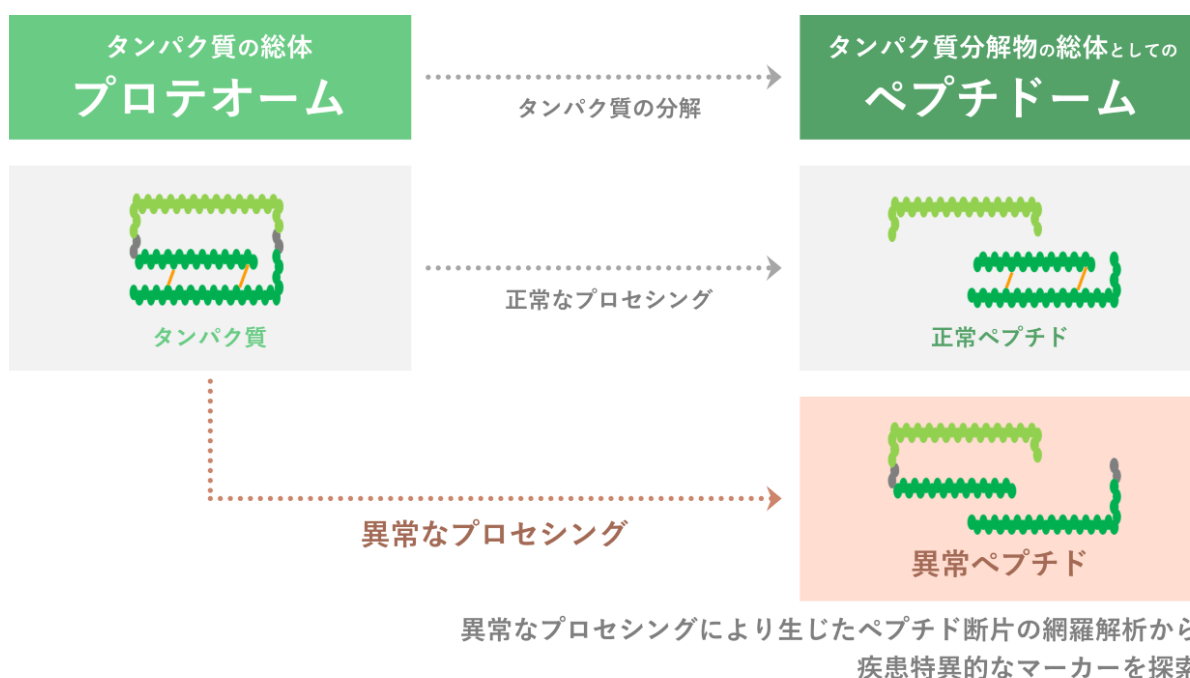 タンパク質の総体
プロテオーム
タンパク質の分解
タンパク質分解物の総体としての
ペプチドーム
タンパク質
正常なプロセシング
正常ペプチド
異常なプロセシング
異常ペプチド
異常なプロセシングにより生じたペプチド断片の網羅解析から
疾患特異的なマーカーを探索